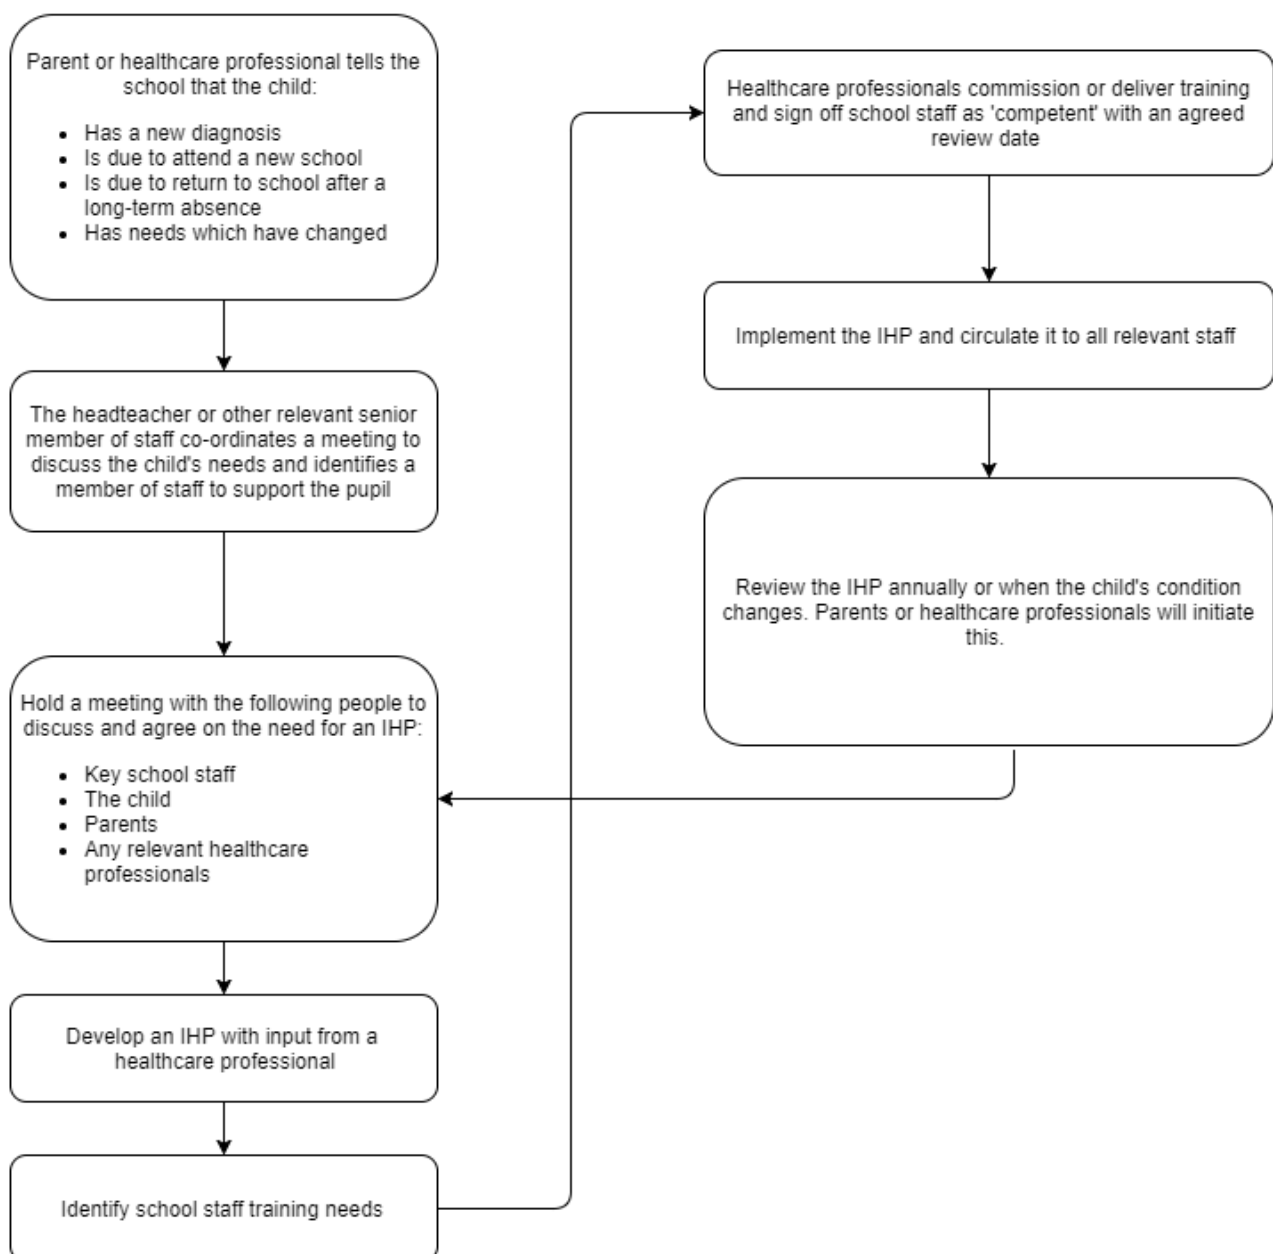 Parent or healthcare professional tells the
school that the child:
• Has a new diagnosis
• Is due to attend a new school
• Is due to return to school after a
long-term absence
• Has needs which have changed
The headteacher or other relevant senior
member of staff co-ordinates a meeting to
discuss the child's needs and identifies a
member of staff to support the pupil
Hold a meeting with the following people to
discuss and agree on the need for an IHP:
• Key school staff
• The child
• Parents
• Any relevant healthcare
professionals
Develop an IHP with input from a
healthcare professional
Identify school staff training needs
Healthcare professionals commission or deliver training
and sign off school staff as 'competent' with an agreed
review date
Implement the IHP and circulate it to all relevant staff
Review the IHP annually or when the child's condition
changes. Parents or healthcare professionals will initiate
this.